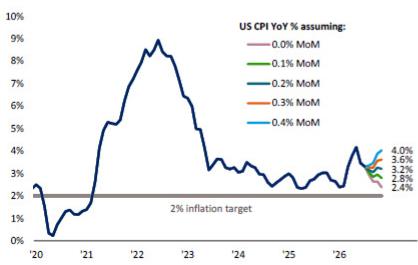 10%
9%
8%
7%
6%
5%
4%
3%
2%
1%
0%
US CPI YoY % assuming:
0.0% MoM
0.1% MoM
0.2% MoM
0.3% MoM
0.4% MoM
4.0%
3.6%
3.2%
2.8%
2.4%
2% inflation target
'20 '21 '22 '23 '24 '25 '26